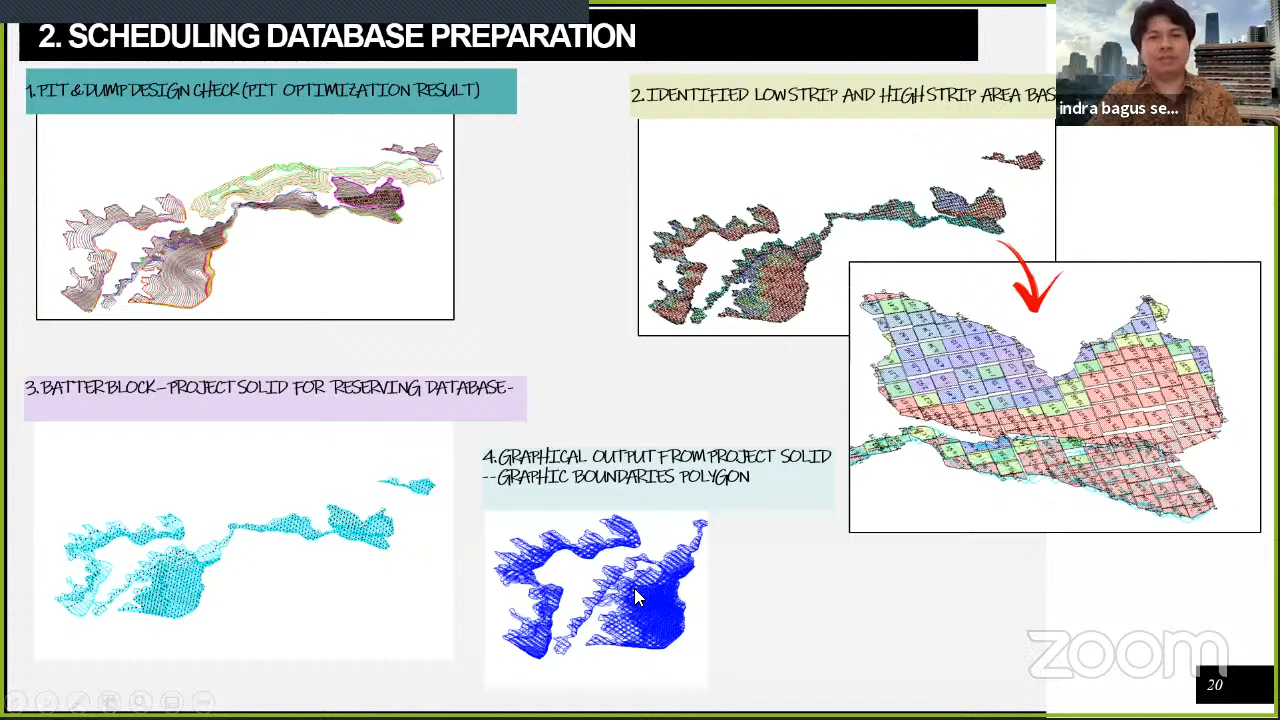 2. SCHEDULING DATABASE PREPARATION
1. PIT & DUMP DESIGN CHECK (PIT OPTIMIZATION RESULT)
2. IDENTIFIED LOW STRIP AND HIGH STRIP AREA BAS
indra bagus se...
3. BATTER BLOCK – PROJECT SOLID FOR RESERVING DATABASE -
4. GRAPHICAL OUTPUT FROM PROJECT SOLID
-- GRAPHIC BOUNDARIES POLYGON
zoom
20